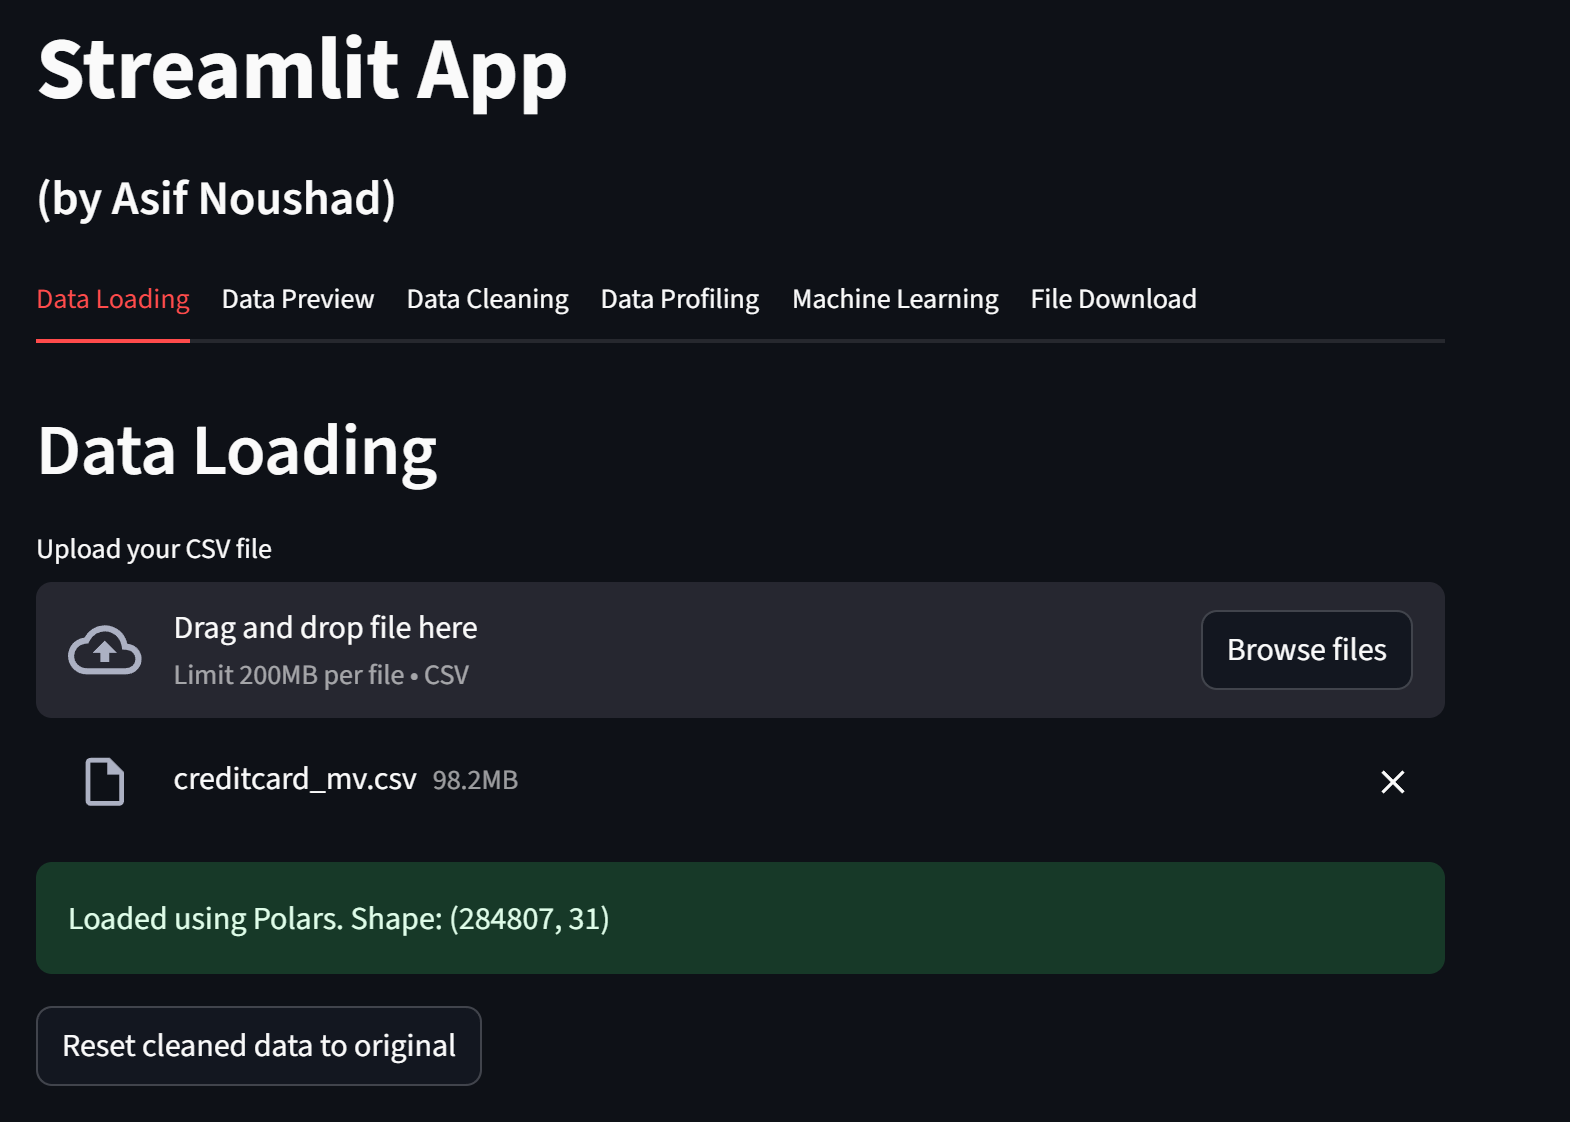 Streamlit App
(by Asif Noushad)
Data Loading Data Preview Data Cleaning Data Profiling Machine Learning File Download
Data Loading
Upload your CSV file
Drag and drop file here
Limit 200MB per file • CSV
Browse files
creditcard_mv.csv 98.2MB
Loaded using Polars. Shape: (284807, 31)
Reset cleaned data to original